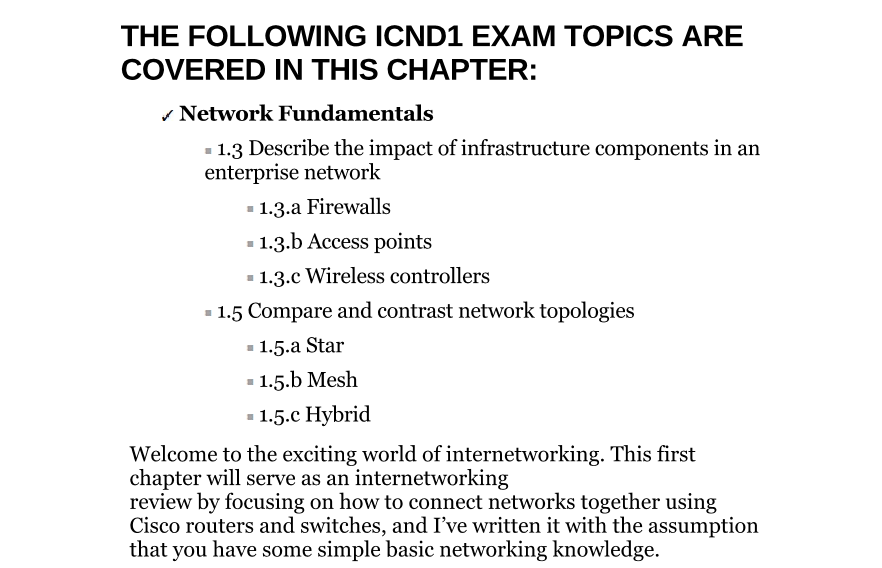 THE FOLLOWING ICND1 EXAM TOPICS ARE
COVERED IN THIS CHAPTER:
✓ Network Fundamentals
▪ 1.3 Describe the impact of infrastructure components in an
enterprise network
▪ 1.3.a Firewalls
▪ 1.3.b Access points
▪ 1.3.c Wireless controllers
▪ 1.5 Compare and contrast network topologies
▪ 1.5.a Star
▪ 1.5.b Mesh
▪ 1.5.c Hybrid
Welcome to the exciting world of internetworking. This first
chapter will serve as an internetworking
review by focusing on how to connect networks together using
Cisco routers and switches, and I’ve written it with the assumption
that you have some simple basic networking knowledge.